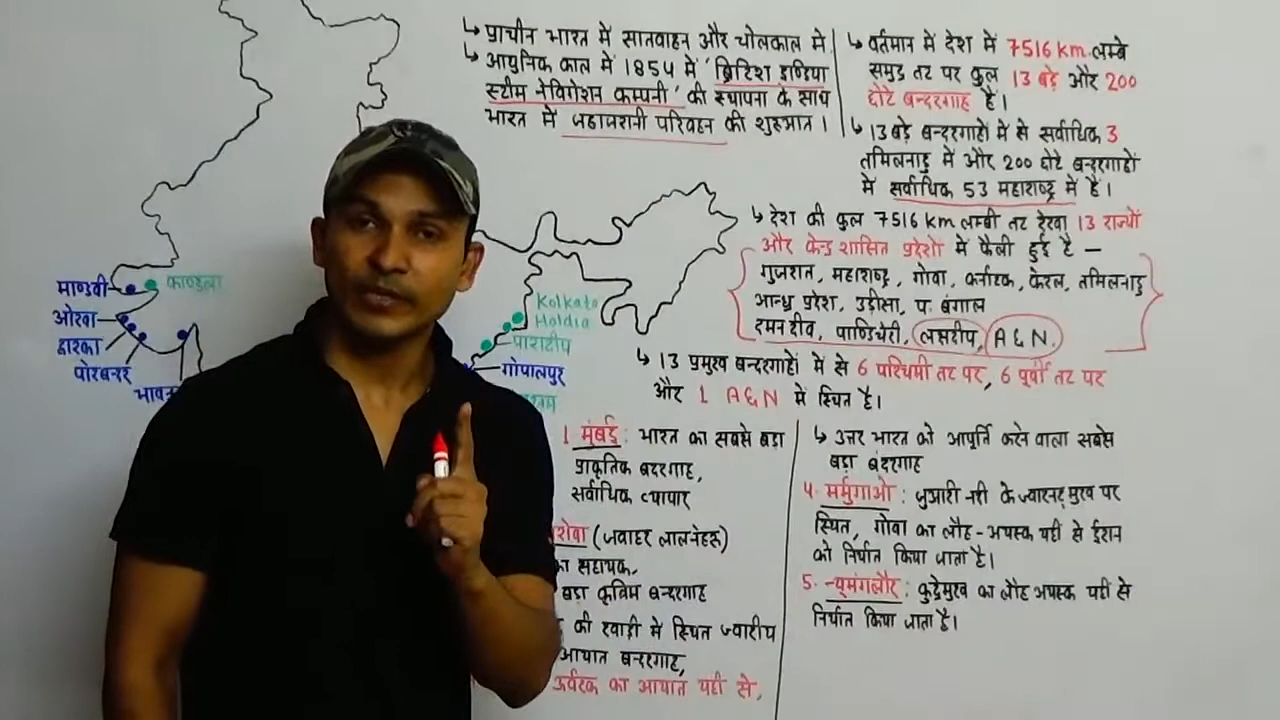 ↳ प्राचीन भारत में सातवाहन और चोलकाल में
↳ आधुनिक काल में 1854 में 'ब्रिटिश इण्डिया
स्टीम नेविगेशन कम्पनी' की स्थापना के साथ
भारत में जहाजरानी परिवहन की शुरुआत।
↳ वर्तमान में देश में 7516 km. लम्बे
समुद्र तट पर कुल 13 बड़े और 200
छोटे बन्दरगाह हैं।
↳ 13 बड़े बन्दरगाहों में से सर्वाधिक 3
तमिलनाडु में और 200 छोटे बन्दरगाहों
में सर्वाधिक 53 महाराष्ट्र में हैं।
↳ देश की कुल 7516 km लम्बी तट रेखा 13 राज्यों
और केन्द्र शासित प्रदेशों में फैली हुई है –
गुजरात, महाराष्ट्र, गोवा, कर्नाटक, केरल, तमिलनाडु
आन्ध्र प्रदेश, उड़ीसा, प. बंगाल
दमन दीव, पाण्डिचेरी, लक्षदीप, A&N.
↳ 13 प्रमुख बन्दरगाहों में से 6 पश्चिमी तट पर, 6 पूर्वी तट पर
और 1 A&N में स्थित है।
माण्डवी
काण्डला
ओखा
द्वारका
पोरबन्दर
भावन
Kolkata
Holdia
पारादीप
गोपालपुर
1 मुंबई : भारत का सबसे बड़ा
प्राकृतिक बंदरगाह,
सर्वाधिक व्यापार
शेवा (जवाहर लाल नेहरू)
का सहायक,
बड़ा कृत्रिम बन्दरगाह
की खाड़ी में स्थित ज्वारीय
आयात बन्दरगाह,
उर्वरक का आयात यहीं से,
↳ उत्तर भारत को आपूर्ति करने वाला सबसे
बड़ा बंदरगाह
4. मर्मुगाओ : जुआरी नदी के ज्वारनद मुख पर
स्थित, गोवा का लौह-अयस्क यहीं से ईरान
को निर्यात किया जाता है।
5. न्यूमंगलौर : कुद्रेमुख का लौह अयस्क यहीं से
निर्यात किया जाता है।